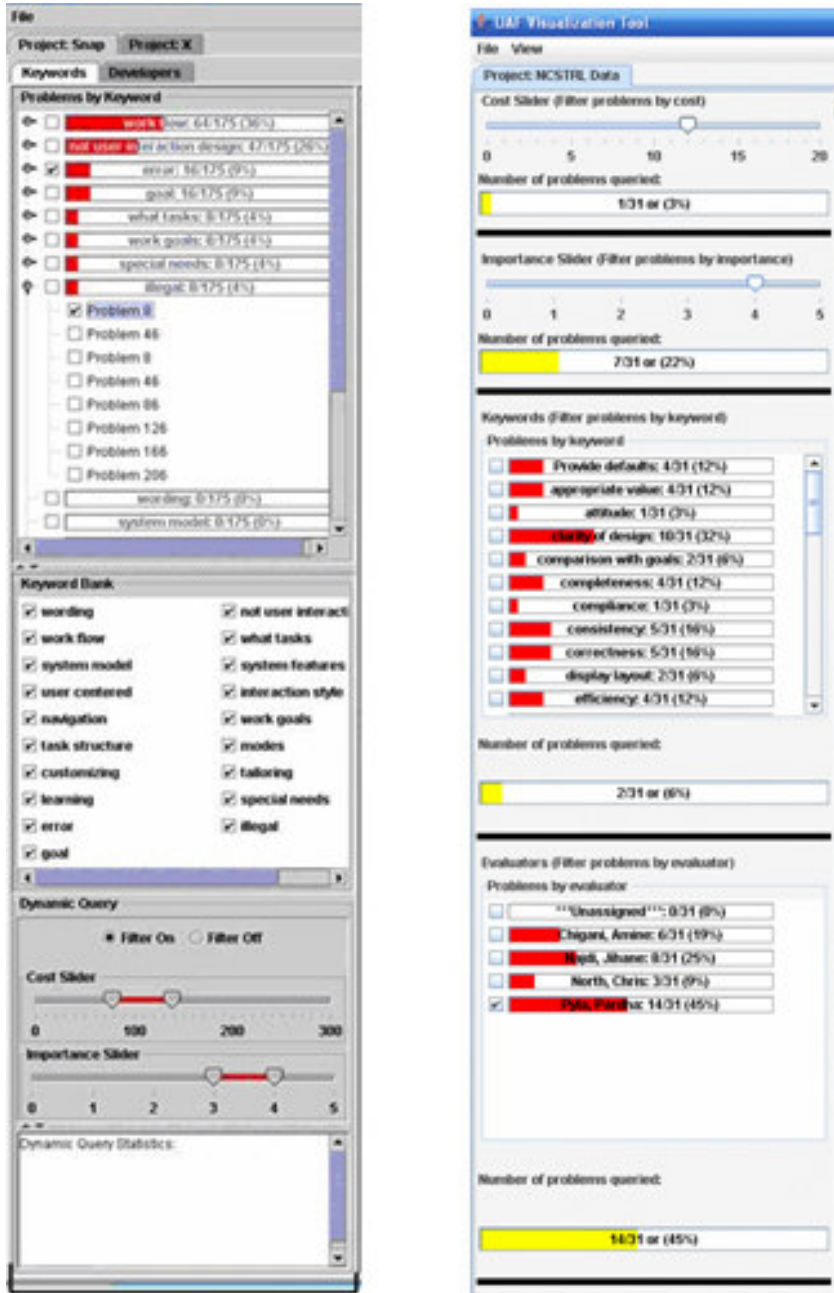 File
Project: Snap Project: X
Keywords Developers
Problems by Keyword
work flow: 64/175 (36%)
not user interaction design: 47/175 (26%)
error: 16/175 (9%)
goal: 16/175 (9%)
what tasks: 8/175 (4%)
work goals: 8/175 (4%)
special needs: 8/175 (4%)
illegal: 8/175 (4%)
Problem 8
Problem 46
Problem 8
Problem 46
Problem 86
Problem 126
Problem 166
Problem 206
wording: 0/175 (0%)
system model: 0/175 (0%)
Keyword Bank
wording not user interacti
work flow what tasks
system model system features
user centered interaction style
navigation work goals
task structure modes
customizing tailoring
learning special needs
error illegal
goal
Dynamic Query
Filter On Filter Off
Cost Slider
0 100 200 300
Importance Slider
0 1 2 3 4 5
Dynamic Query Statistics:
UAF Visualization Tool
File View
Project: NCSTRL Data
Cost Slider (Filter problems by cost)
0 5 10 15 20
Number of problems queried:
1/31 or (3%)
Importance Slider (Filter problems by importance)
0 1 2 3 4 5
Number of problems queried:
7/31 or (22%)
Keywords (Filter problems by keyword)
Problems by keyword
Provide defaults: 4/31 (12%)
appropriate value: 4/31 (12%)
attitude: 1/31 (3%)
clarity of design: 10/31 (32%)
comparison with goals: 2/31 (6%)
completeness: 4/31 (12%)
compliance: 1/31 (3%)
consistency: 5/31 (16%)
correctness: 5/31 (16%)
display layout: 2/31 (6%)
efficiency: 4/31 (12%)
Number of problems queried:
2/31 or (6%)
Evaluators (Filter problems by evaluator)
Problems by evaluator
***Unassigned***: 0/31 (0%)
Chigani, Amine: 6/31 (19%)
Najdi, Jihane: 8/31 (25%)
North, Chris: 3/31 (9%)
Pyla, Pardha: 14/31 (45%)
Number of problems queried:
14/31 or (45%)